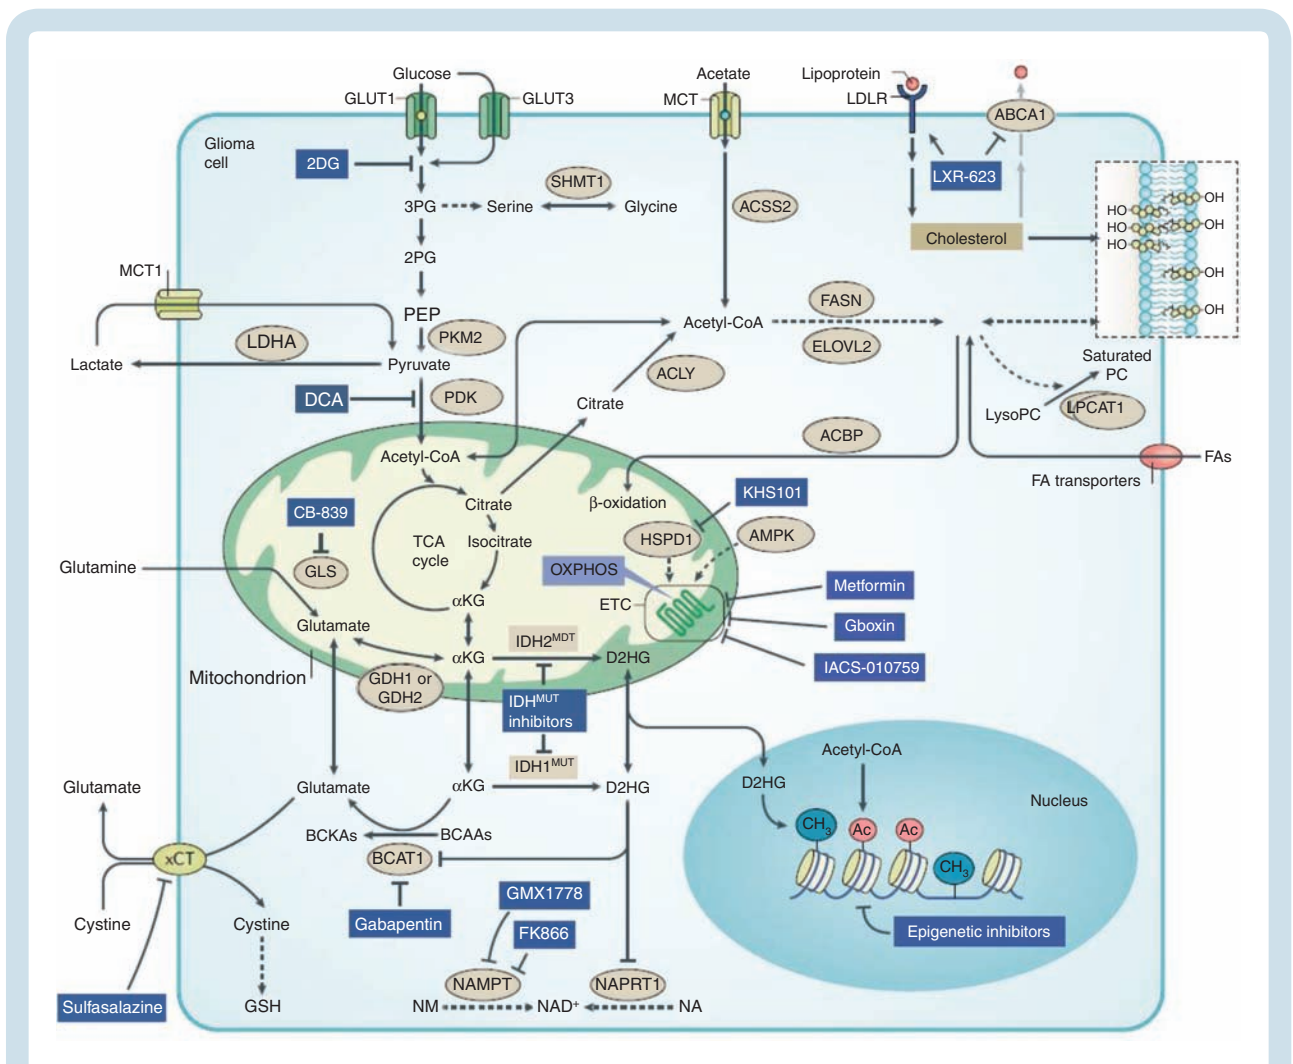 Glucose
Acetate
Lipoprotein
GLUT1
GLUT3
MCT
LDLR
ABCA1
Glioma
cell
2DG
LXR-623
SHMT1
3PG
Serine
Glycine
ACSS2
Cholesterol
OH
HO
OH
HO
HO
OH
OH
2PG
MCT1
PEP
PKM2
LDHA
Lactate
Pyruvate
Acetyl-CoA
FASN
ELOVL2
Saturated
PC
LysoPC
LPCAT1
DCA
PDK
ACLY
Citrate
ACBP
FAs
FA transporters
Acetyl-CoA
Citrate
β-oxidation
KHS101
CB-839
TCA
cycle
Isocitrate
HSPD1
AMPK
GLS
OXPHOS
Glutamine
αKG
ETC
Metformin
Gboxin
IACS-010759
Glutamate
IDH2MDT
αKG
D2HG
Mitochondrion
GDH1 or
GDH2
IDHMUT
inhibitors
IDH1MUT
Glutamate
Glutamate
αKG
D2HG
Acetyl-CoA
D2HG
Nucleus
CH3
Ac
Ac
CH3
BCKAs
BCAAs
BCAT1
xCT
Gabapentin
GMX1778
FK866
Epigenetic inhibitors
Cystine
Cystine
NAMPT
NAPRT1
Sulfasalazine
GSH
NM
NAD+
NA